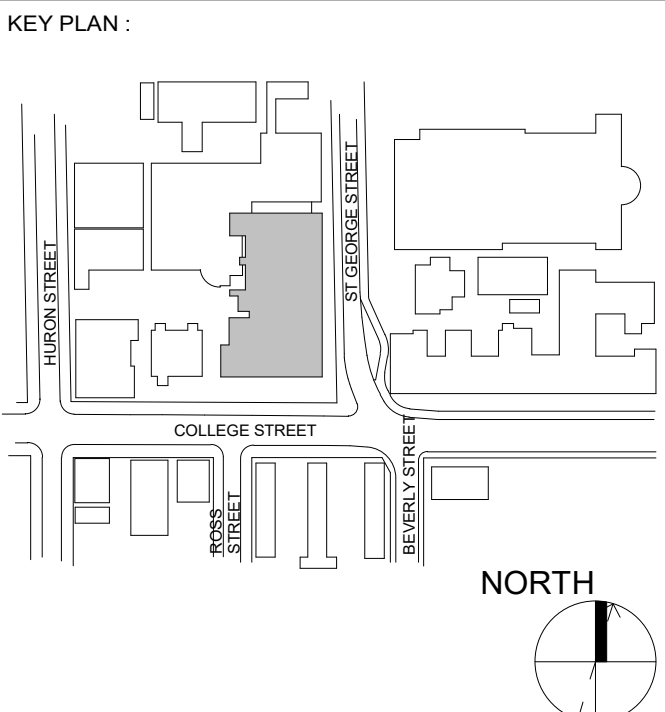 KEY PLAN :
ST GEORGE STREET
HURON STREET
COLLEGE STREET
ROSS
STREET
BEVERLY STREET
NORTH